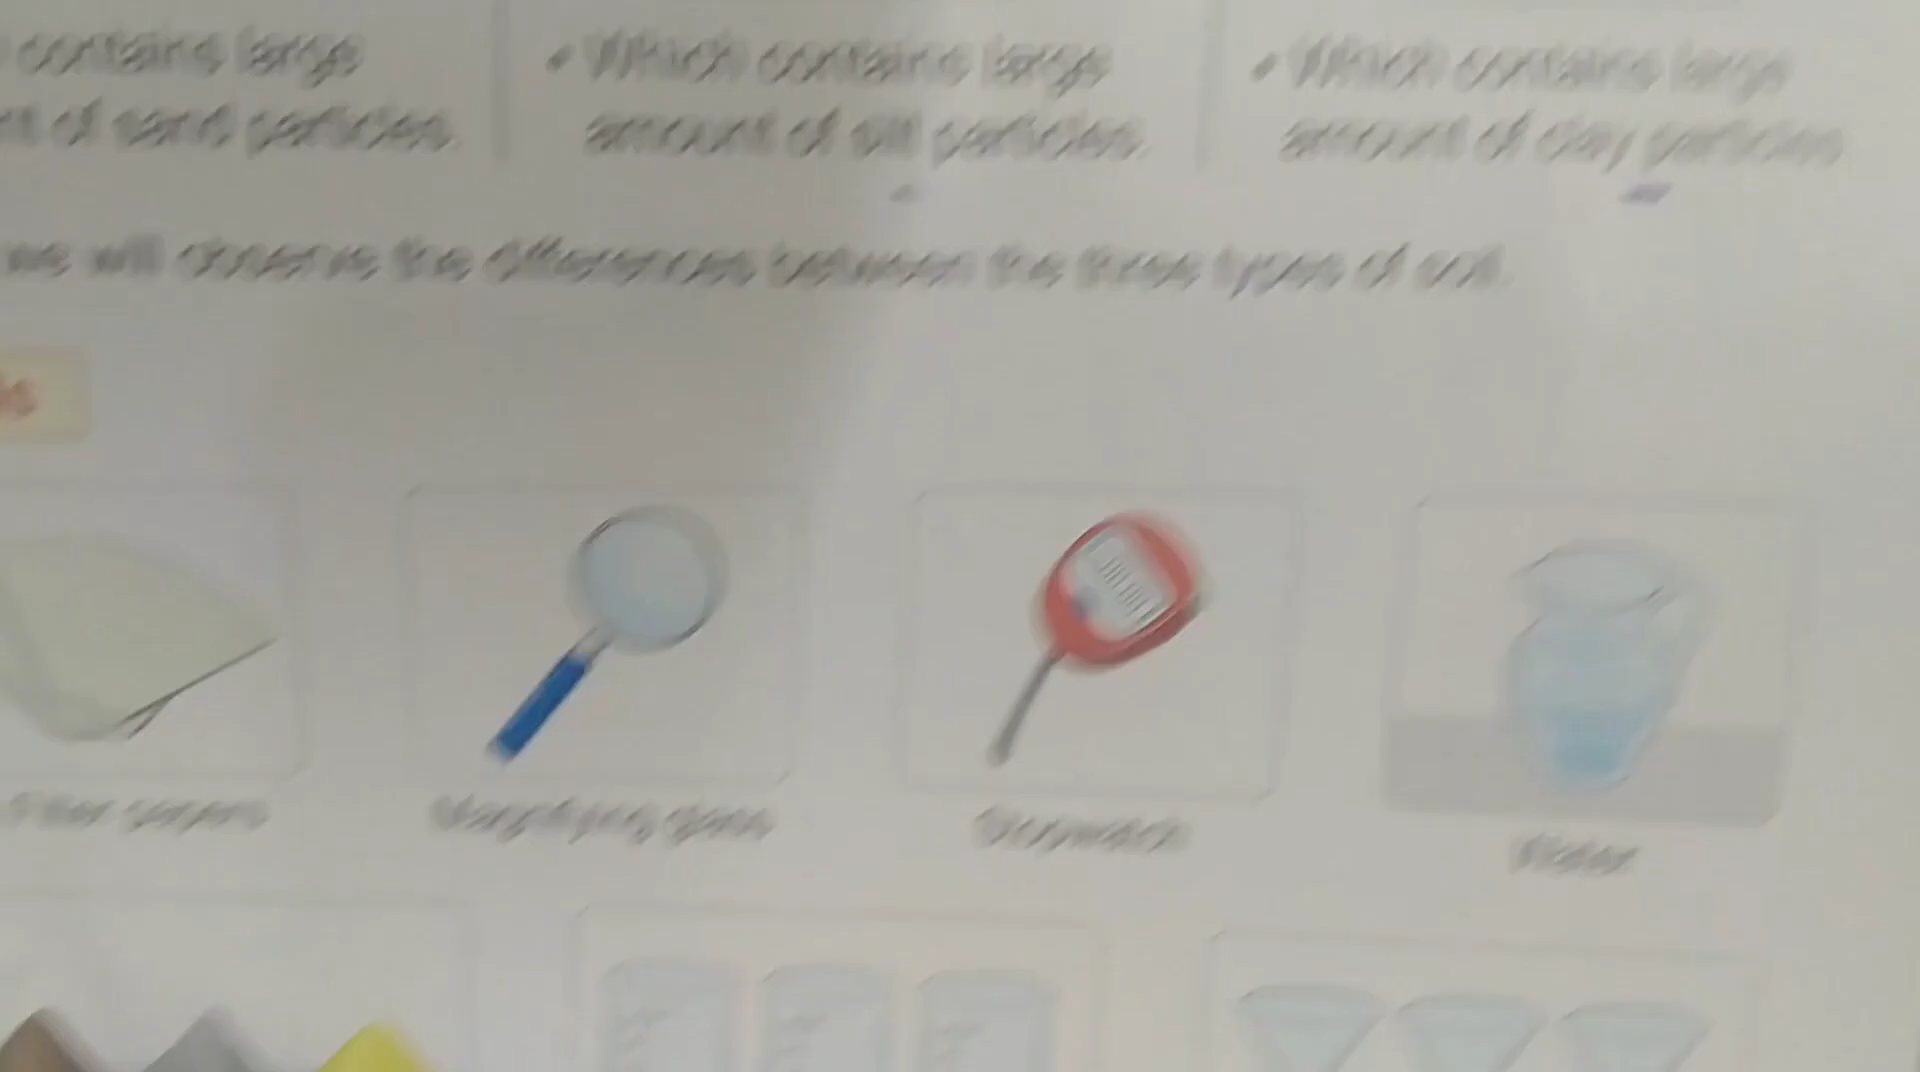 contains large
of sand particles.
• Which contains large
amount of silt particles.
• Which contains large
amount of clay particles
we will observe the differences between the three types of soil.
Filter papers
Magnifying glass
Stopwatch
Water